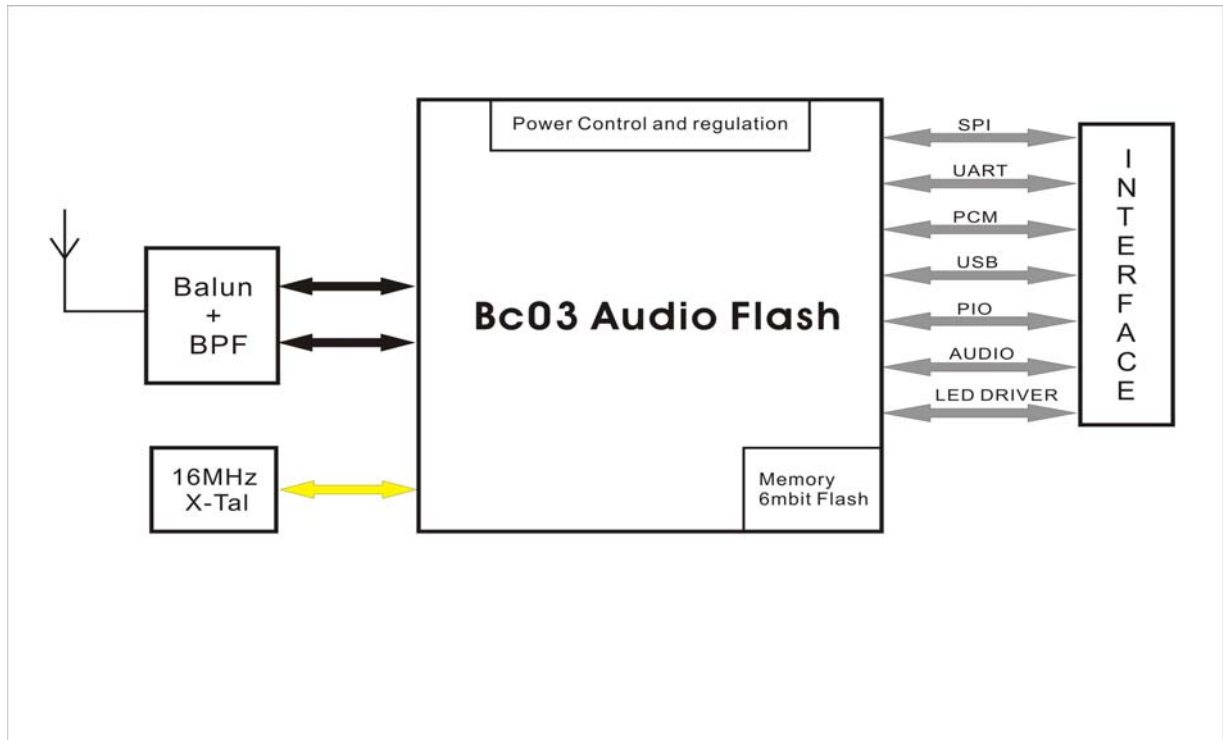 Power Control and regulation
Balun
+
BPF
16MHz
X-Tal
Bc03 Audio Flash
Memory
6mbit Flash
SPI
UART
PCM
USB
PIO
AUDIO
LED DRIVER
INTERFACE